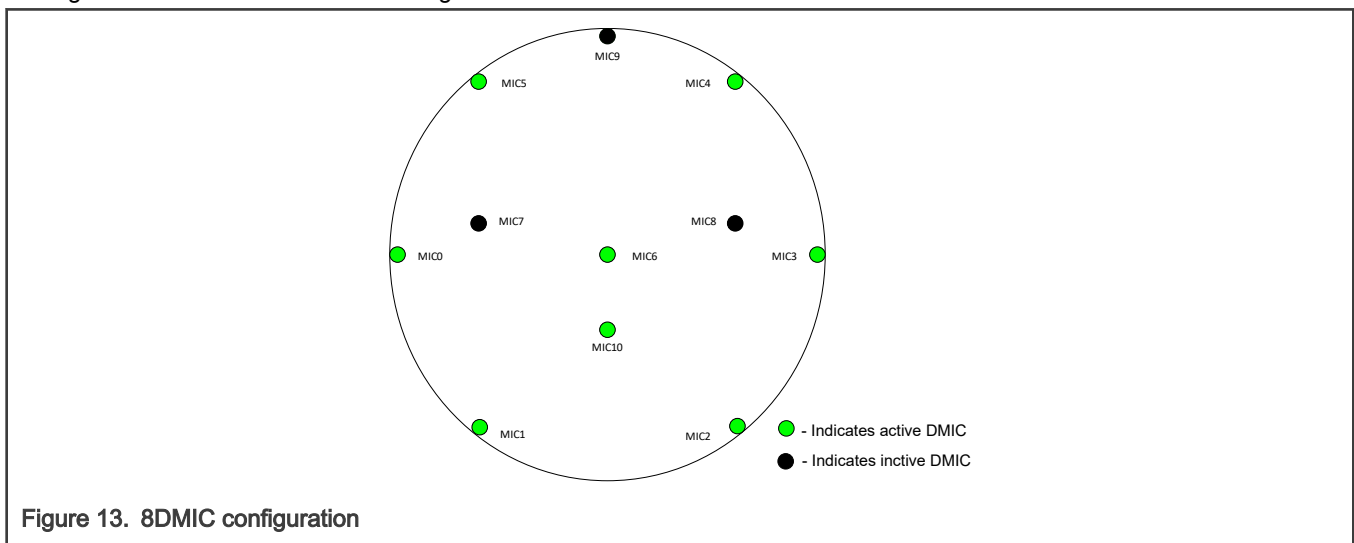 MIC9
MIC5
MIC4
MIC7
MIC8
MIC0
MIC6
MIC3
MIC10
MIC1
MIC2
- Indicates active DMIC
- Indicates inctive DMIC
Figure 13. 8DMIC configuration